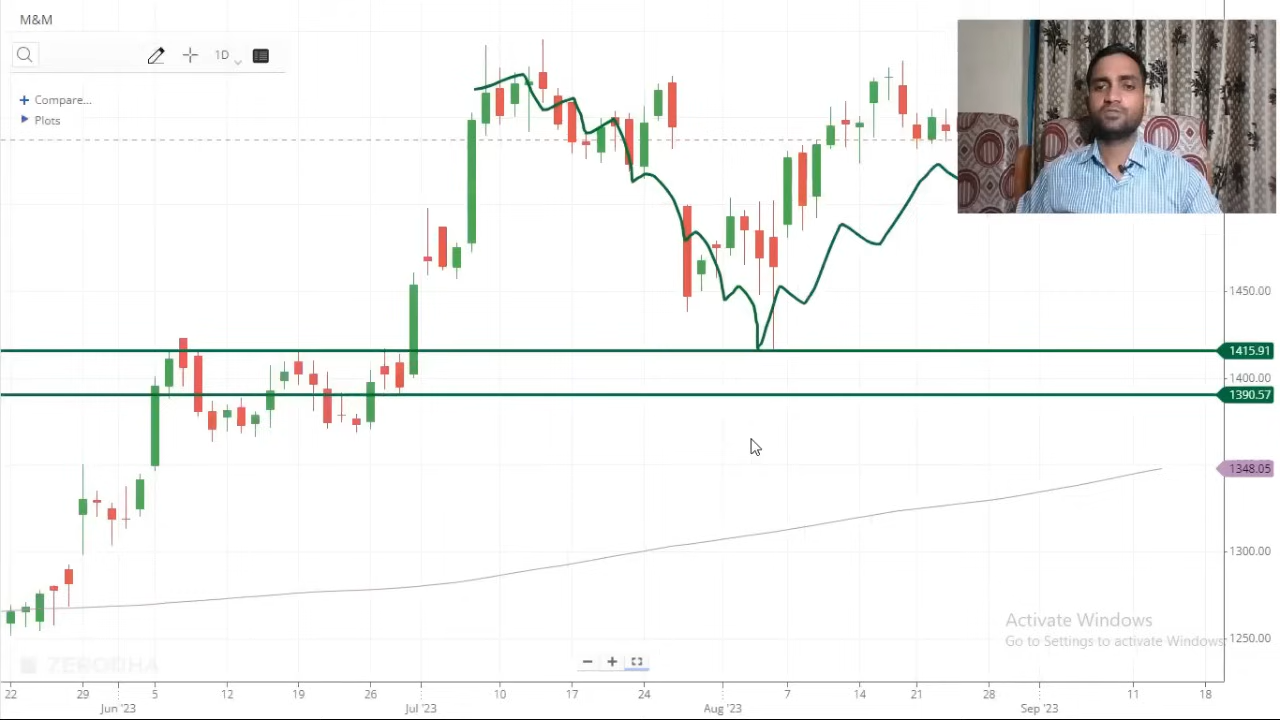 M&M
1D
Compare...
Plots
1450.00
1415.91
1400.00
1390.57
1348.05
1300.00
1250.00
Activate Windows
Go to Settings to activate Windows
ZERODHA
22 29 5 12 19 26 10 17 24 7 14 21 28 11 18
Jun '23 Jul '23 Aug '23 Sep '23